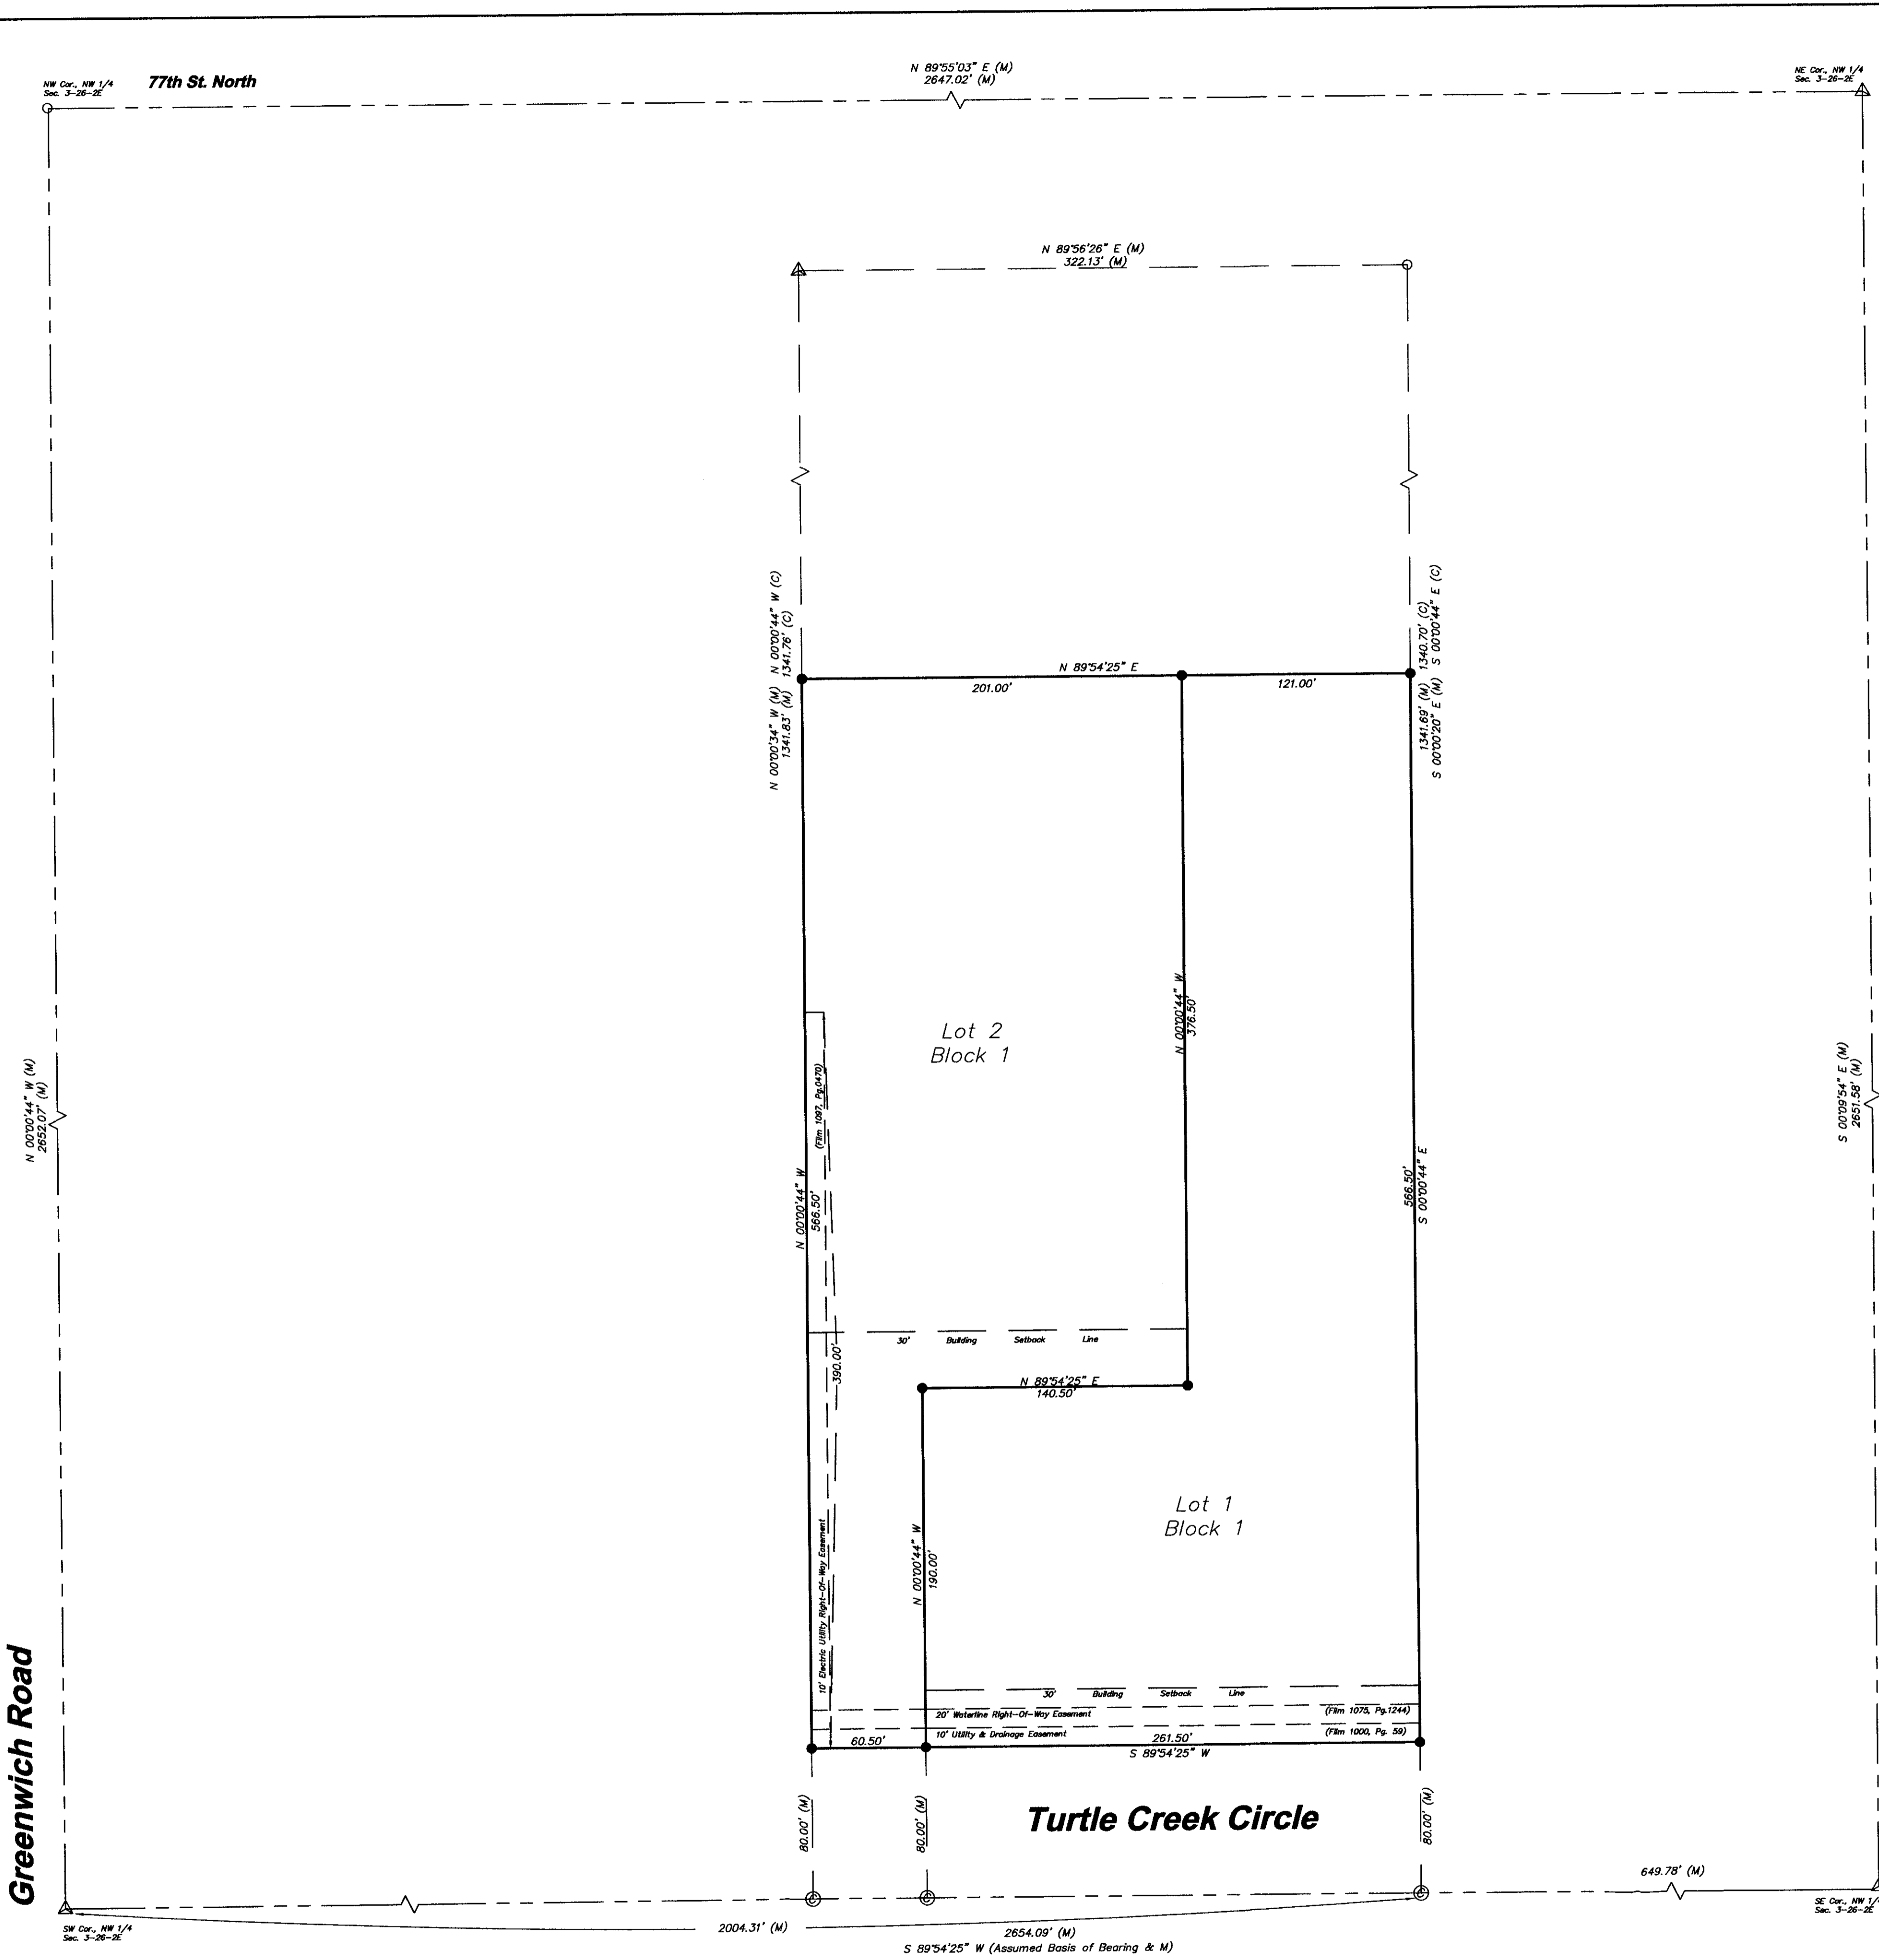 N 89°55'03" E (M)
2647.02' (M)
NW Cor., NW 1/4
Sec. 3-26-2E
77th St. North
NE Cor., NW 1/4
Sec. 3-26-2E
N 89°56'26" E (M)
322.13' (M)
N 00°00'44" W (C)
1341.76' (C)
1340.70' (C)
S 00°00'44" E (C)
N 89°54'25" E
201.00'
121.00'
N 00°00'34" W (M)
1341.83' (M)
1341.69' (M)
S 00°00'20" E (M)
N 00°00'44" W
376.50'
Lot 2
Block 1
(Film 1097, Pg.0470)
N 00°00'44" W (M)
2652.07' (M)
S 00°09'54" E (M)
2651.58' (M)
N 00°00'44" W
566.50'
566.50'
S 00°00'44" E
30' Building Setback Line
390.00'
N 89°54'25" E
140.50'
Lot 1
Block 1
10' Electric Utility Right-Of-Way Easement
N 00°00'44" W
190.00'
Greenwich Road
30' Building Setback Line
20' Waterline Right-Of-Way Easement
(Film 1075, Pg.1244)
10' Utility & Drainage Easement
(Film 1000, Pg. 59)
60.50'
261.50'
S 89°54'25" W
80.00' (M)
80.00' (M)
Turtle Creek Circle
80.00' (M)
649.78' (M)
C
C
C
SW Cor., NW 1/4
Sec. 3-26-2E
SE Cor., NW 1/4
Sec. 3-26-2E
2004.31' (M)
2654.09' (M)
S 89°54'25" W (Assumed Basis of Bearing & M)